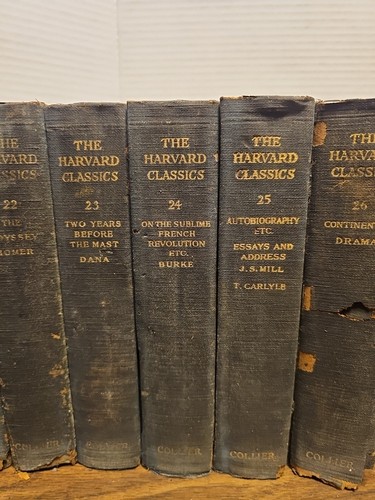 THE
HARVARD
CLASSICS
22
THE
HOMER
COLLIER
THE
HARVARD
CLASSICS
23
TWO YEARS
BEFORE
THE MAST
DANA
THE
HARVARD
CLASSICS
24
ON THE SUBLIME
FRENCH
REVOLUTION
ETC.
BURKE
COLLIER
THE
HARVARD
CLASSICS
25
AUTOBIOGRAPHY
ETC.
ESSAYS AND
ADDRESS
J.S. MILL
T. CARLYLE
COLLIER
THE
HARVARD
CLASSICS
26
CONTINENTAL
DRAMA
COLLIER